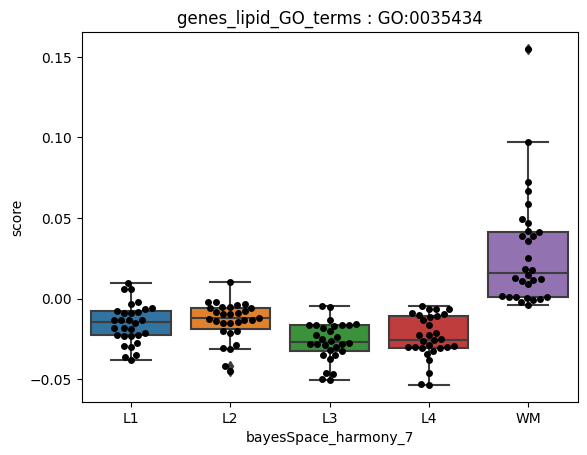 genes_lipid_GO_terms : GO:0035434
0.15
0.10
0.05
0.00
−0.05
score
L1 L2 L3 L4 WM
bayesSpace_harmony_7